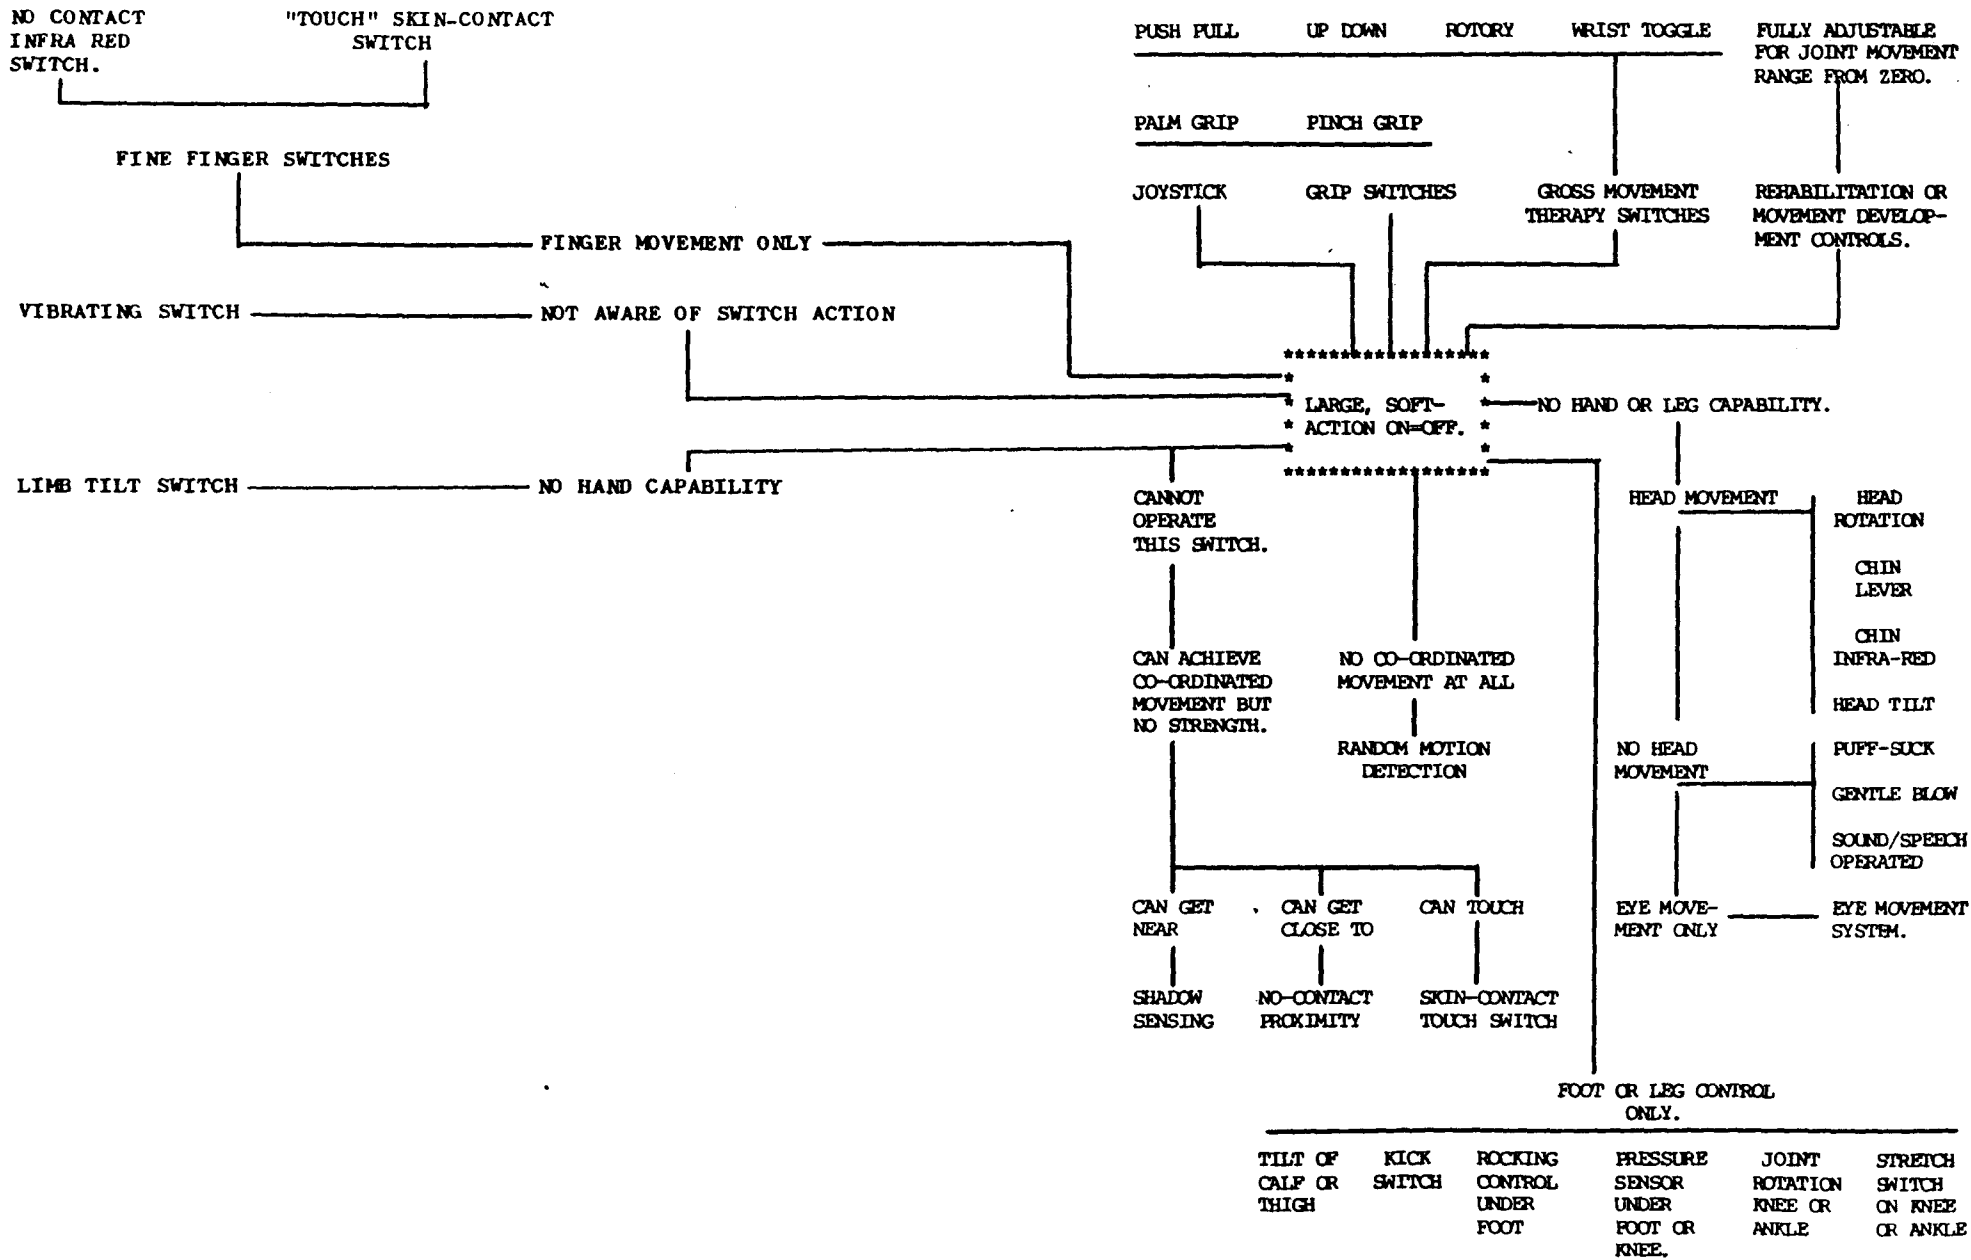 NO CONTACT
INFRA RED
SWITCH.
"TOUCH" SKIN-CONTACT
SWITCH
FINE FINGER SWITCHES
FINGER MOVEMENT ONLY
VIBRATING SWITCH
NOT AWARE OF SWITCH ACTION
LIMB TILT SWITCH
NO HAND CAPABILITY
PUSH PULL
UP DOWN
ROTORY
WRIST TOGGLE
FULLY ADJUSTABLE
FOR JOINT MOVEMENT
RANGE FROM ZERO.
PALM GRIP
PINCH GRIP
JOYSTICK
GRIP SWITCHES
GROSS MOVEMENT
THERAPY SWITCHES
REHABILITATION OR
MOVEMENT DEVELOP-
MENT CONTROLS.
******************
* LARGE, SOFT- *
* ACTION ON=OFF. *
******************
NO HAND OR LEG CAPABILITY.
CANNOT
OPERATE
THIS SWITCH.
CAN ACHIEVE
CO-ORDINATED
MOVEMENT BUT
NO STRENGTH.
NO CO-ORDINATED
MOVEMENT AT ALL
RANDOM MOTION
DETECTION
HEAD MOVEMENT
HEAD
ROTATION
CHIN
LEVER
CHIN
INFRA-RED
HEAD TILT
NO HEAD
MOVEMENT
PUFF-SUCK
GENTLE BLOW
SOUND/SPEECH
OPERATED
EYE MOVE-
MENT ONLY
EYE MOVEMENT
SYSTEM.
CAN GET
NEAR
CAN GET
CLOSE TO
CAN TOUCH
SHADOW
SENSING
NO-CONTACT
PROXIMITY
SKIN-CONTACT
TOUCH SWITCH
FOOT OR LEG CONTROL
ONLY.
TILT OF
CALF OR
THIGH
KICK
SWITCH
ROCKING
CONTROL
UNDER
FOOT
PRESSURE
SENSOR
UNDER
FOOT OR
KNEE.
JOINT
ROTATION
KNEE OR
ANKLE
STRETCH
SWITCH
ON KNEE
OR ANKLE